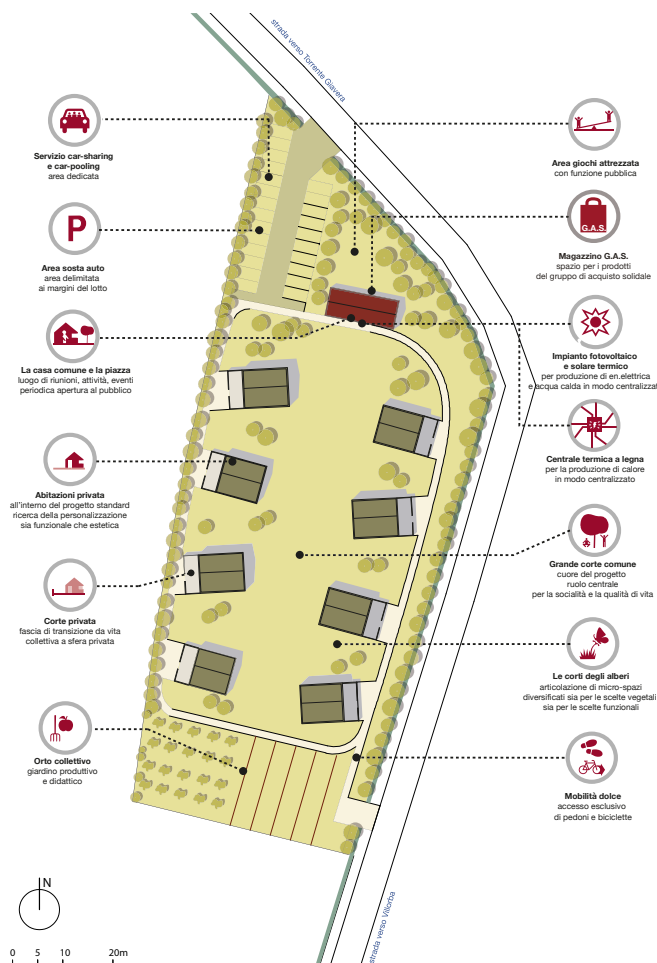 strada verso Torrente Giavera
Servizio car-sharing
e car-pooling
area dedicata
P
Area sosta auto
area delimitata
ai margini del lotto
La casa comune e la piazza
luogo di riunioni, attività, eventi
periodica apertura al pubblico
Abitazioni privata
all'interno del progetto standard
ricerca della personalizzazione
sia funzionale che estetica
Corte privata
fascia di transizione da vita
collettiva a sfera privata
Orto collettivo
giardino produttivo
e didattico
Area giochi attrezzata
con funzione pubblica
G.A.S.
Magazzino G.A.S.
spazio per i prodotti
del gruppo di acquisto solidale
Impianto fotovoltaico
e solare termico
per produzione di en.elettrica
e acqua calda in modo centralizzat
Centrale termica a legna
per la produzione di calore
in modo centralizzato
Grande corte comune
cuore del progetto
ruolo centrale
per la socialità e la qualità di vita
Le corti degli alberi
articolazione di micro-spazi
diversificati sia per le scelte vegetali
sia per le scelte funzionali
Mobilità dolce
accesso esclusivo
di pedoni e biciclette
strada verso Villorba
N
0 5 10 20m